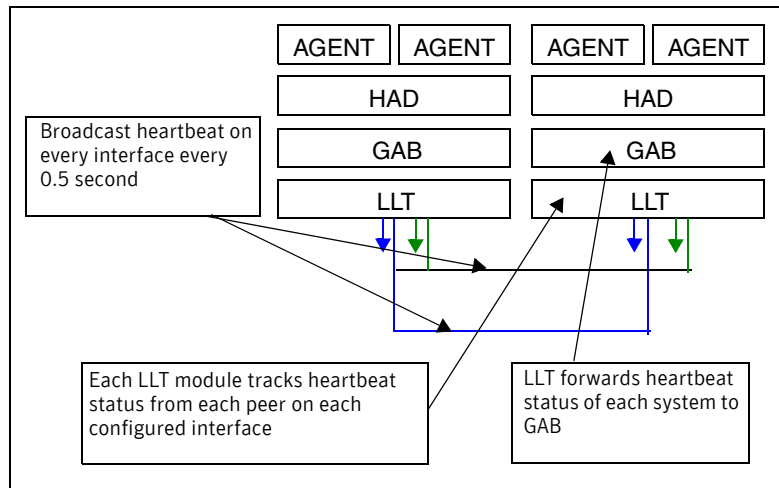 AGENT AGENT AGENT AGENT
HAD HAD
Broadcast heartbeat on
every interface every
0.5 second
GAB GAB
LLT LLT
Each LLT module tracks heartbeat
status from each peer on each
configured interface
LLT forwards heartbeat
status of each system to
GAB